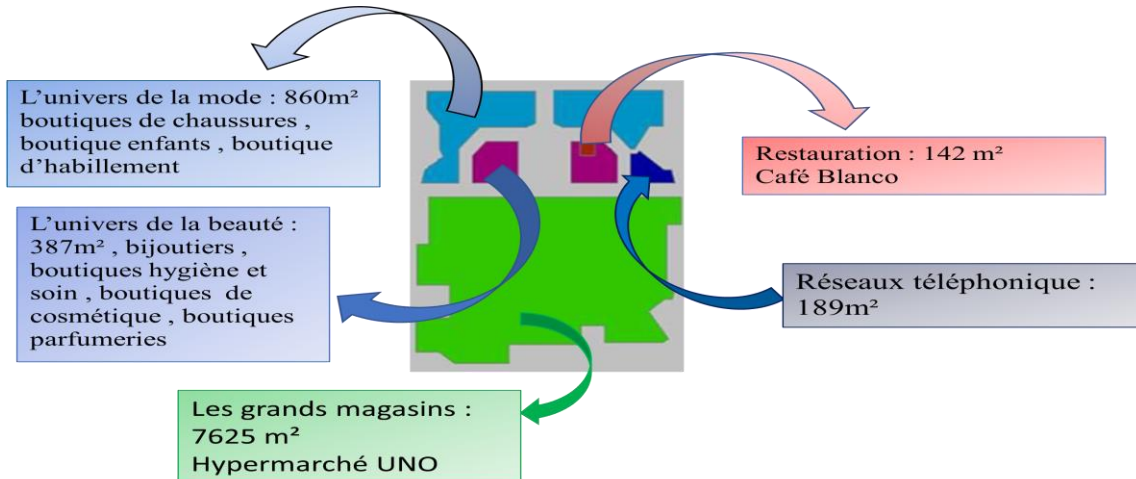 L’univers de la mode : 860m²
boutiques de chaussures ,
boutique enfants , boutique
d’habillement
L’univers de la beauté :
387m² , bijoutiers ,
boutiques hygiène et
soin , boutiques de
cosmétique , boutiques
parfumeries
Restauration : 142 m²
Café Blanco
Réseaux téléphonique :
189m²
Les grands magasins :
7625 m²
Hypermarché UNO